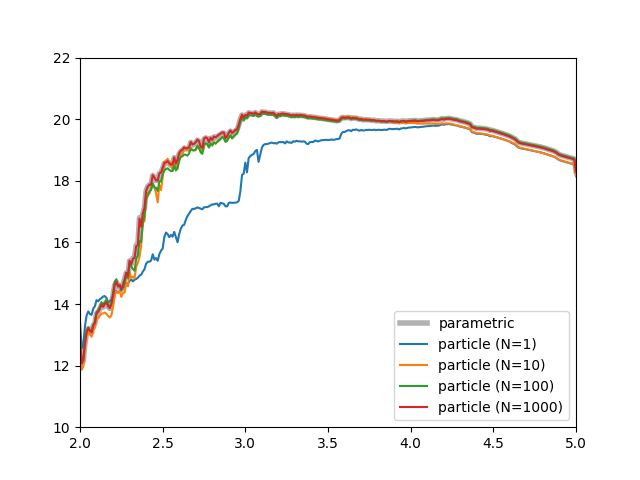 22
20
18
16
14
12
10
2.0 2.5 3.0 3.5 4.0 4.5 5.0
parametric
particle (N=1)
particle (N=10)
particle (N=100)
particle (N=1000)